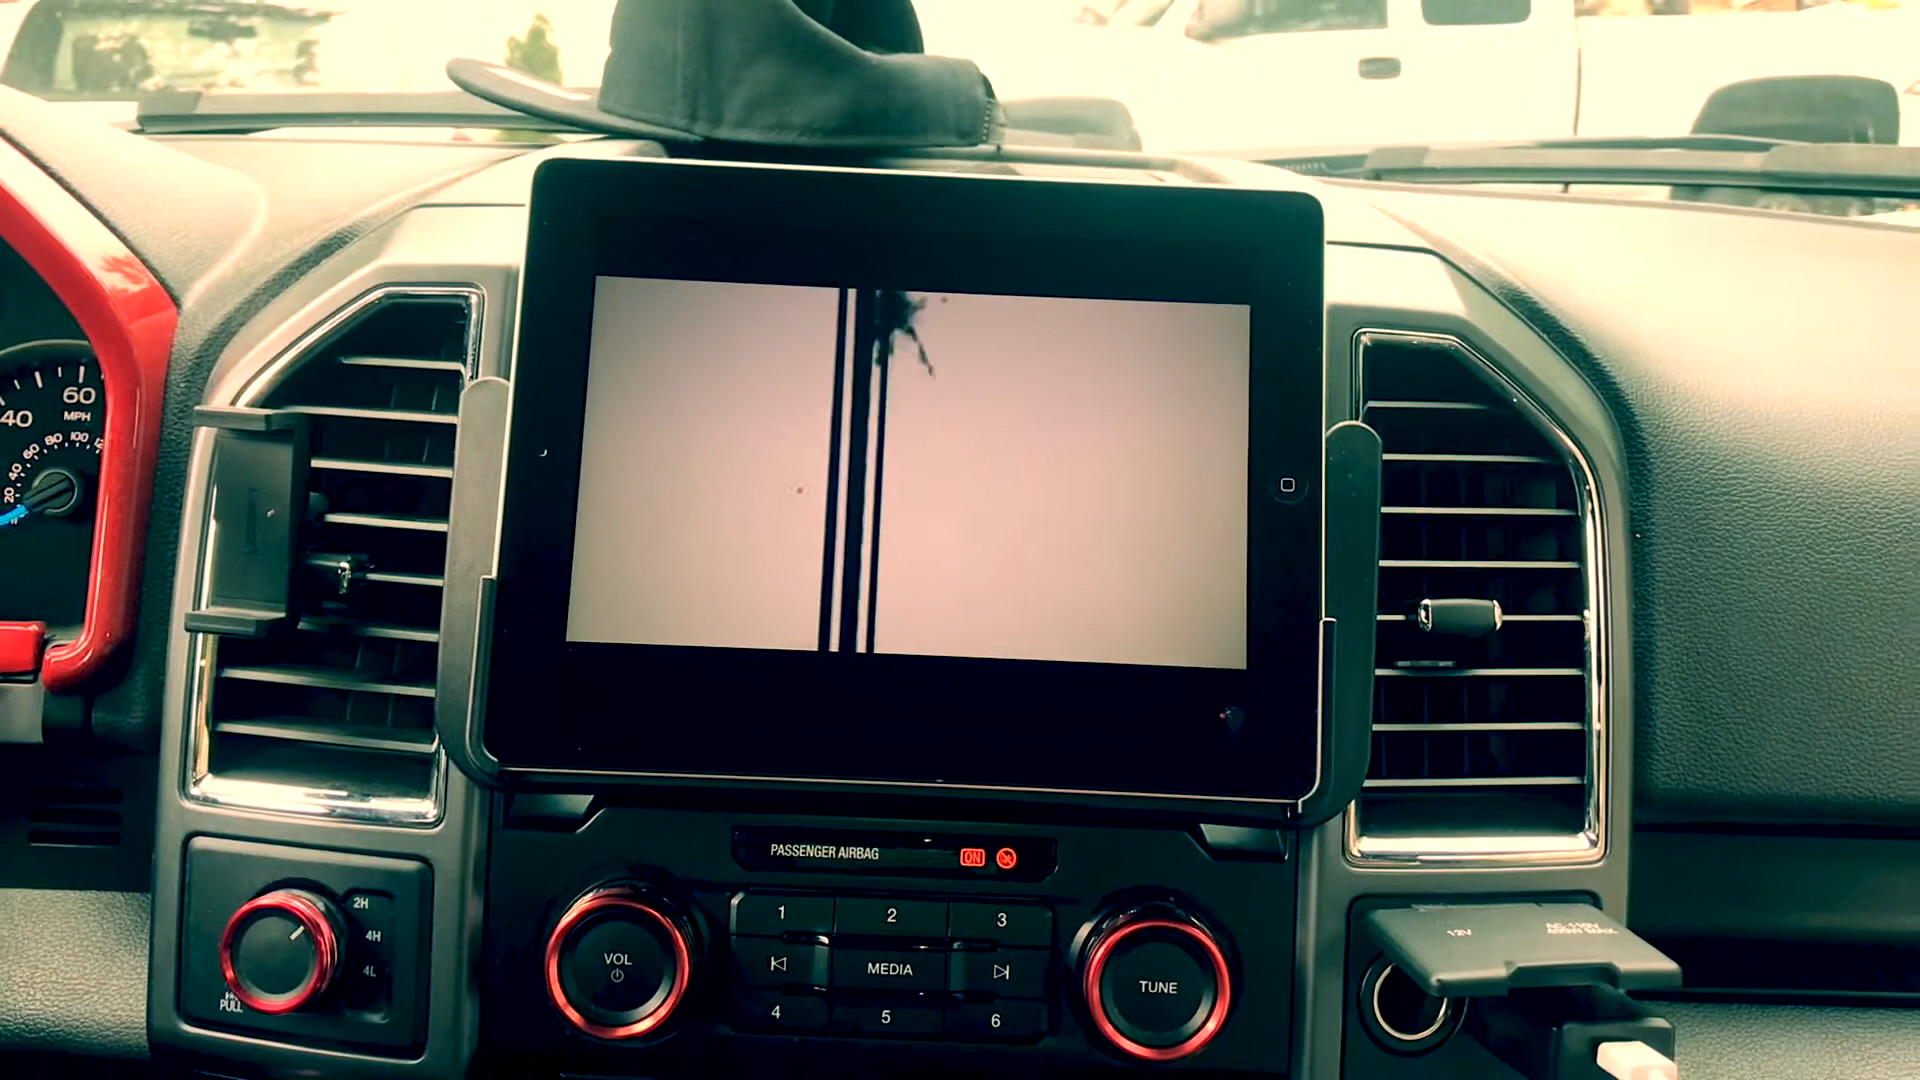 60
40
MPH
20 40 60 80 100
PASSENGER AIRBAG ON
2H
4H
4L
PULL
VOL
1 2 3
MEDIA
4 5 6
TUNE
12V